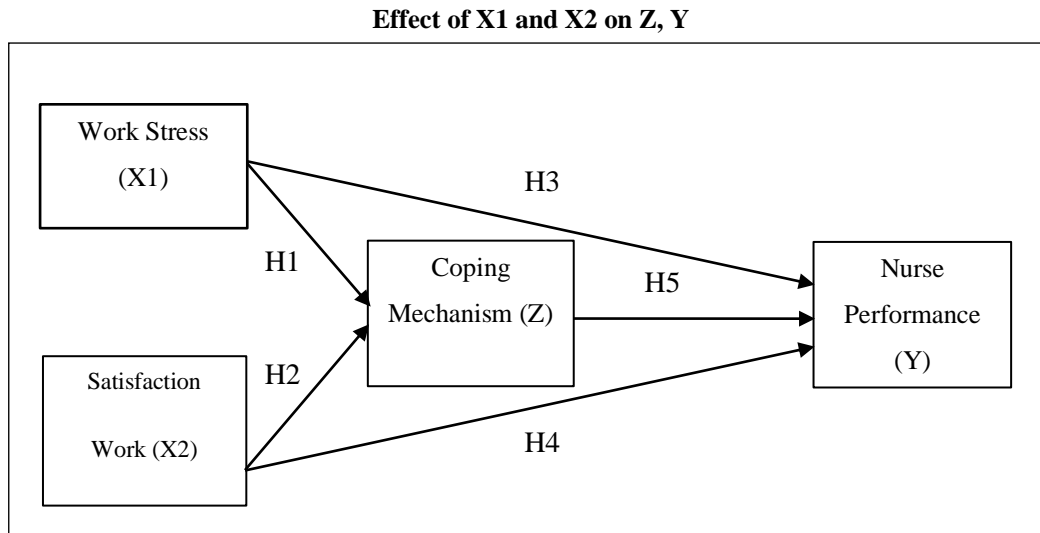 Effect of X1 and X2 on Z, Y
Work Stress
(X1)
H3
H1
Coping
Mechanism (Z)
H5
Nurse
Performance
(Y)
H2
Satisfaction
Work (X2)
H4